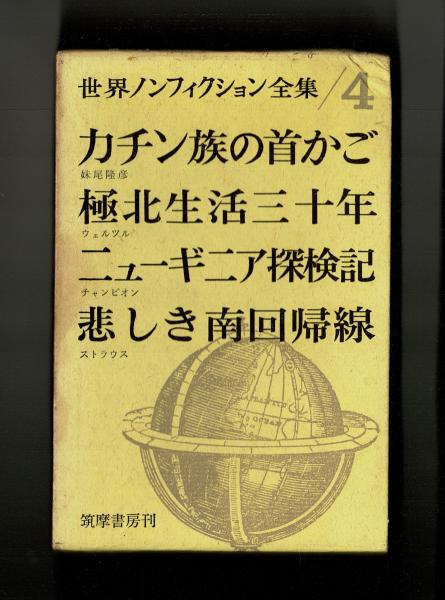 世界ノンフィクション全集/4
カチン族の首かご
妹尾隆彦
極北生活三十年
ウェルツル
ニューギニア探検記
チャンピオン
悲しき南回帰線
ストラウス
筑摩書房刊